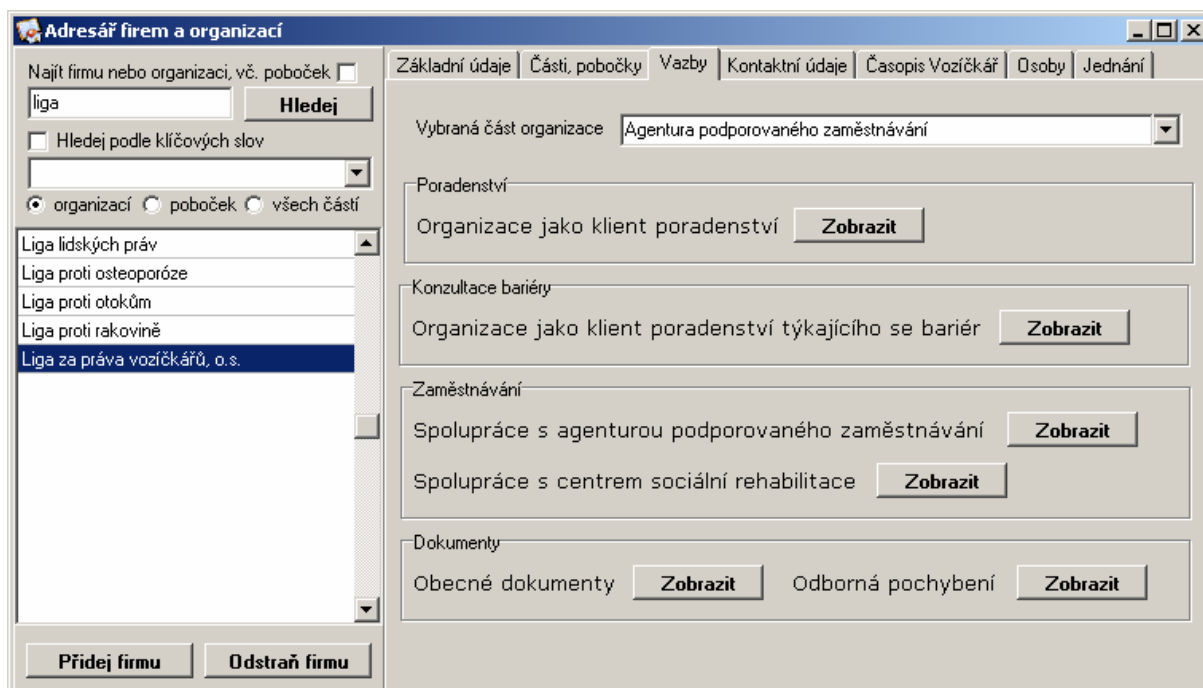 Adresář firem a organizací
Najít firmu nebo organizaci, vč. poboček
liga
Hledej
Hledej podle klíčových slov
organizací poboček všech částí
Liga lidských práv
Liga proti osteoporóze
Liga proti otokům
Liga proti rakovině
Liga za práva vozíčkářů, o.s.
Přidej firmu Odstraň firmu
Základní údaje Části, pobočky Vazby Kontaktní údaje Časopis Vozíčkář Osoby Jednání
Vybraná část organizace Agentura podporovaného zaměstnávání
Poradenství
Organizace jako klient poradenství Zobrazit
Konzultace bariéry
Organizace jako klient poradenství týkajícího se bariér Zobrazit
Zaměstnávání
Spolupráce s agenturou podporovaného zaměstnávání Zobrazit
Spolupráce s centrem sociální rehabilitace Zobrazit
Dokumenty
Obecné dokumenty Zobrazit Odborná pochybení Zobrazit